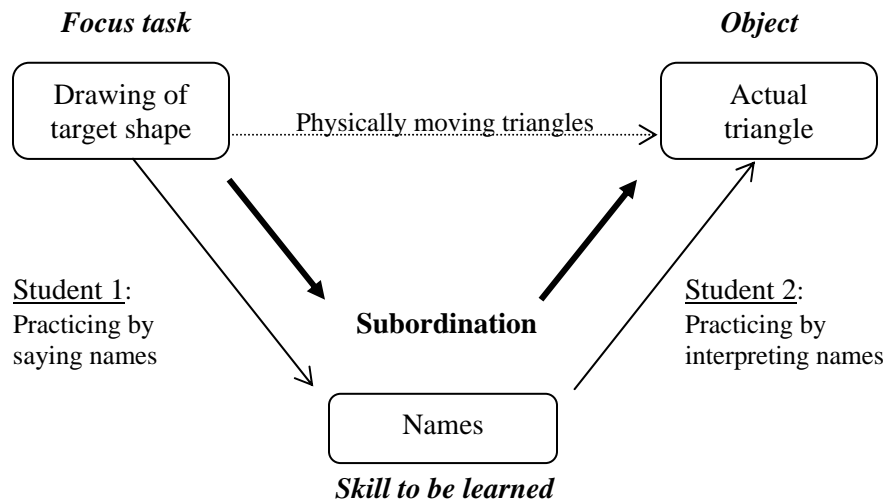 Focus task
Object
Drawing of
target shape
Physically moving triangles
Actual
triangle
Student 1:
Practicing by
saying names
Subordination
Student 2:
Practicing by
interpreting names
Names
Skill to be learned